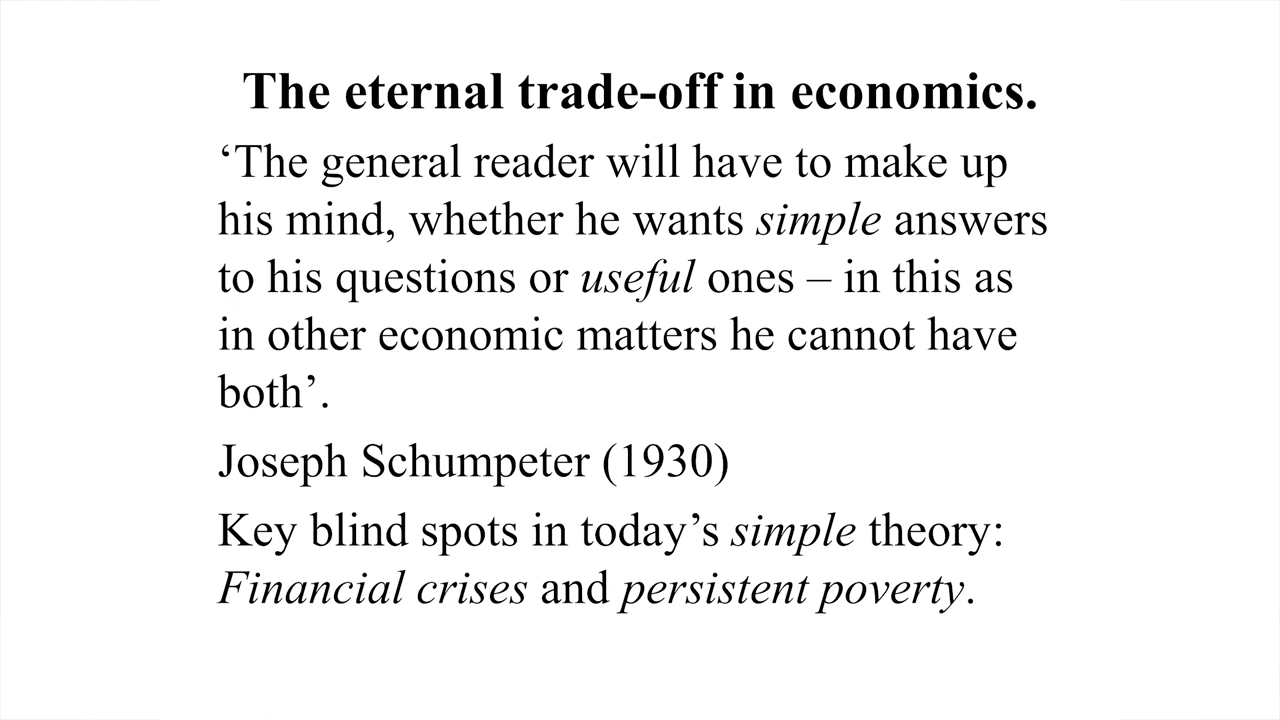 The eternal trade-off in economics.
‘The general reader will have to make up
his mind, whether he wants simple answers
to his questions or useful ones – in this as
in other economic matters he cannot have
both’.
Joseph Schumpeter (1930)
Key blind spots in today’s simple theory:
Financial crises and persistent poverty.